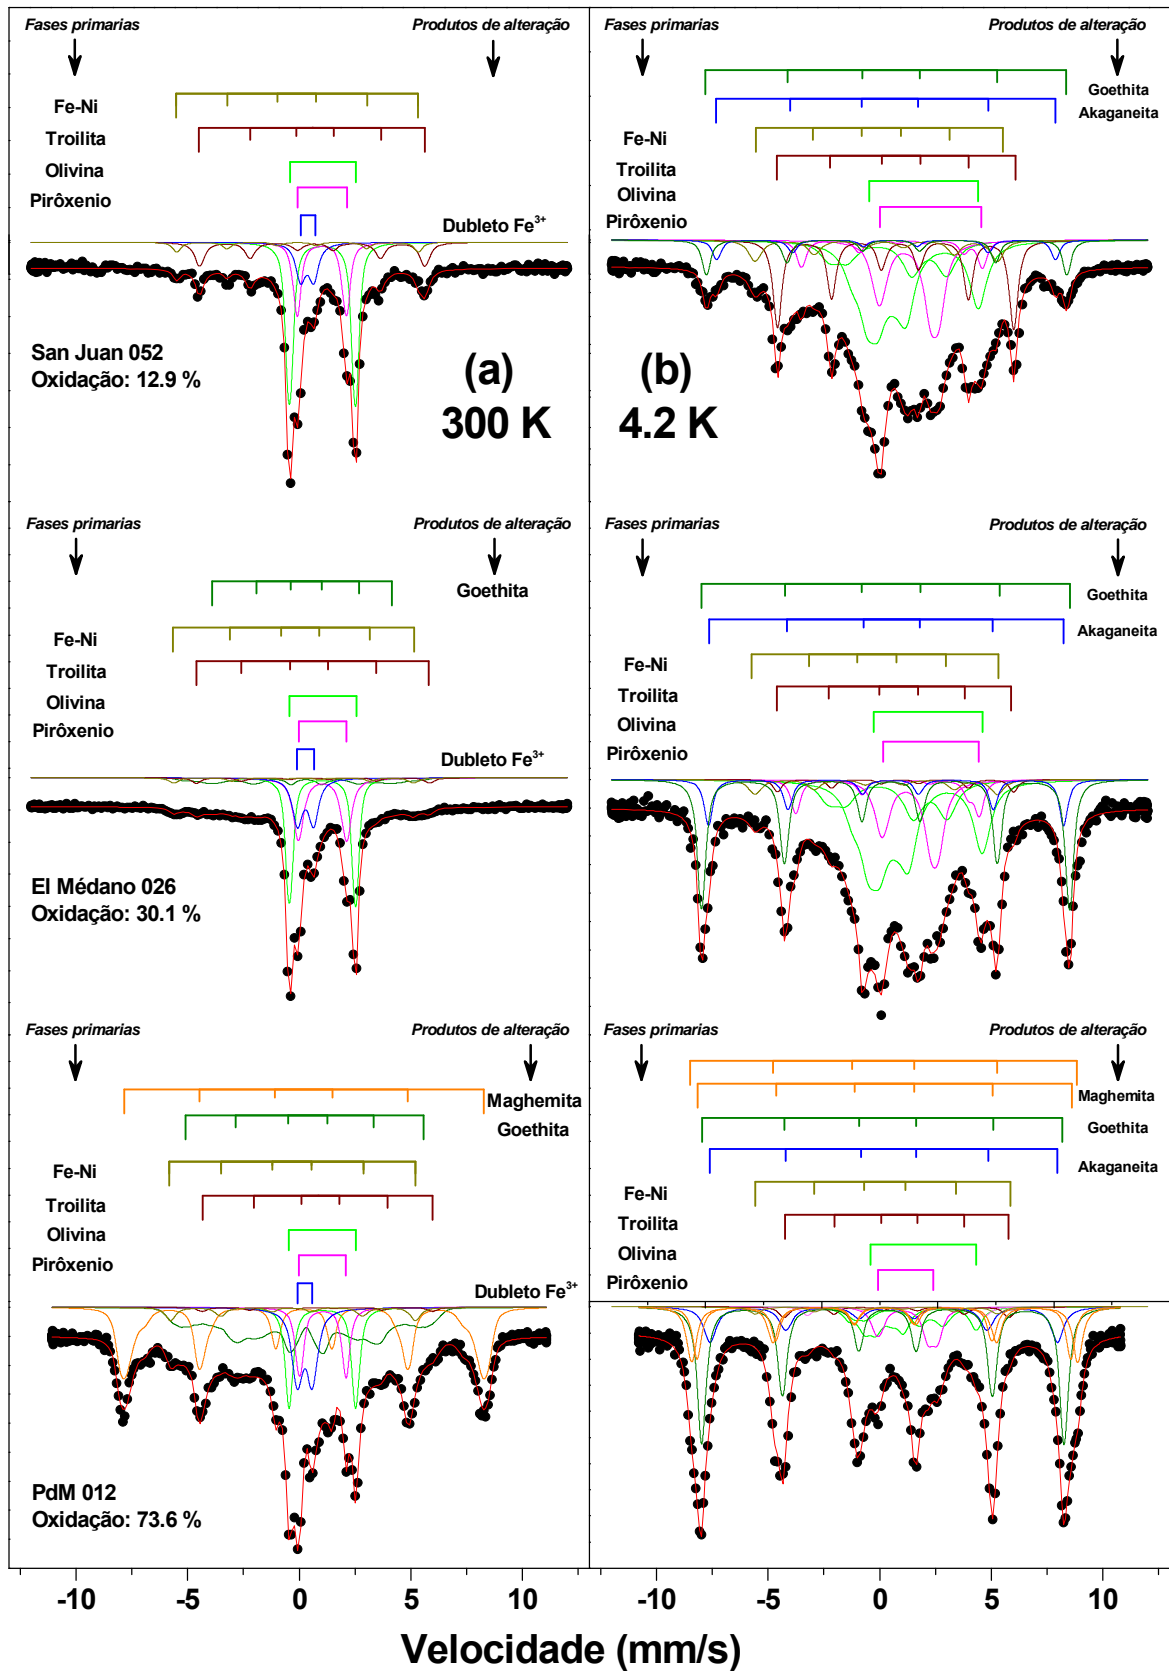 Fases primarias
Produtos de alteração
Fe-Ni
Troilita
Olivina
Pirôxenio
Dubleto Fe³⁺
San Juan 052
Oxidação: 12.9 %
(a)
300 K
Fases primarias
Produtos de alteração
Goethita
Akaganeita
Fe-Ni
Troilita
Olivina
Pirôxenio
(b)
4.2 K
Fases primarias
Produtos de alteração
Goethita
Fe-Ni
Troilita
Olivina
Pirôxenio
Dubleto Fe³⁺
El Médano 026
Oxidação: 30.1 %
Fases primarias
Produtos de alteração
Goethita
Akaganeita
Fe-Ni
Troilita
Olivina
Pirôxenio
Fases primarias
Produtos de alteração
Maghemita
Goethita
Fe-Ni
Troilita
Olivina
Pirôxenio
Dubleto Fe³⁺
PdM 012
Oxidação: 73.6 %
Fases primarias
Produtos de alteração
Maghemita
Goethita
Akaganeita
Fe-Ni
Troilita
Olivina
Pirôxenio
-10 -5 0 5 10
-10 -5 0 5 10
Velocidade (mm/s)